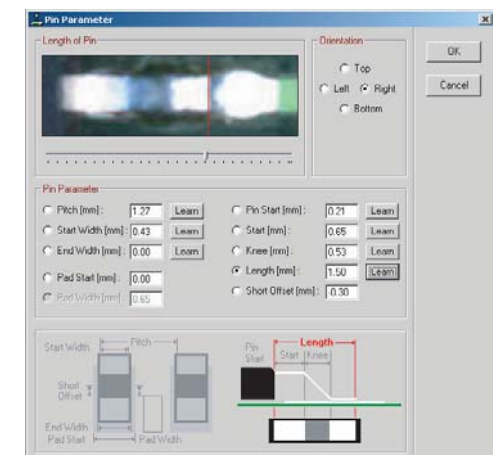 Pin Parameter
Length of Pin
Orientation
Top
Left Right
Bottom
OK
Cancel
Pin Parameter
Pitch [mm] : 1.27 Learn
Start Width [mm] : 0.43 Learn
End Width [mm] : 0.00 Learn
Pad Start [mm] : 0.00
Pad Width [mm] : 0.65
Pin Start [mm] : 0.21 Learn
Start [mm] : 0.65 Learn
Knee [mm] : 0.53 Learn
Length [mm] : 1.50 Learn
Short Offset [mm] : -0.30
Start Width
Pitch
Short
Offset
End Width
Pad Start
Pad Width
Length
Pin
Start
Start Knee